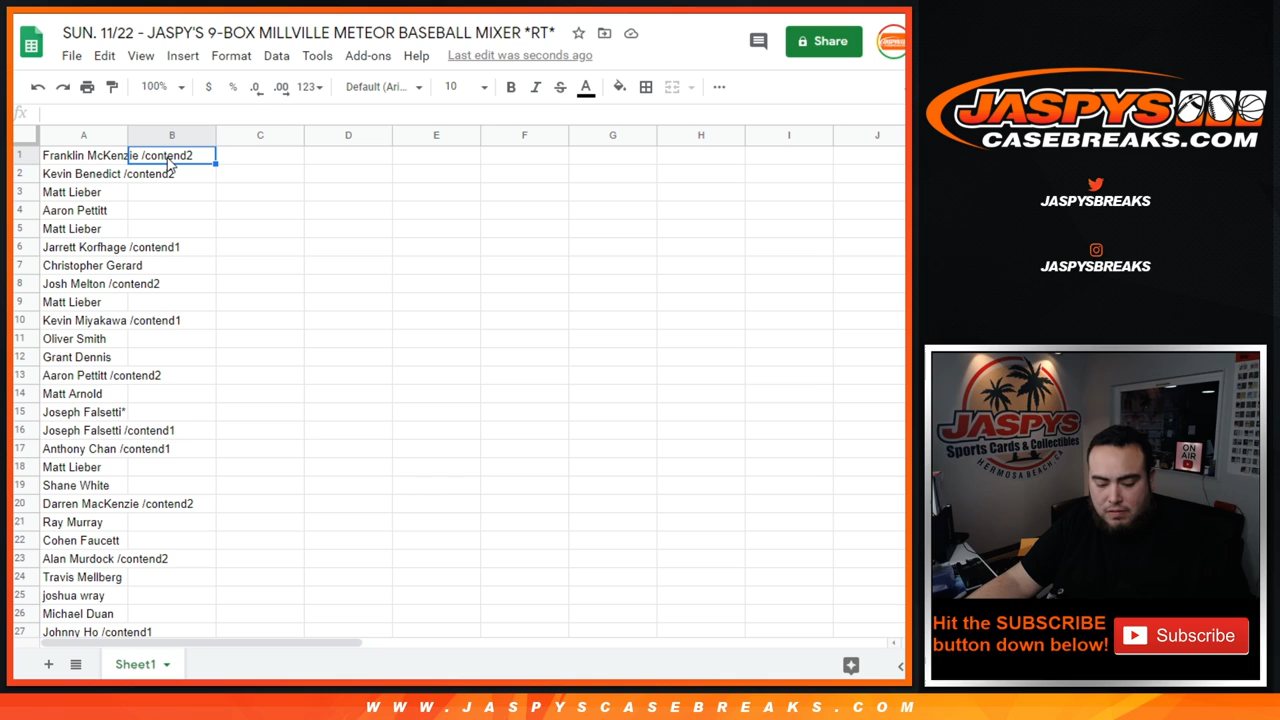 SUN. 11/22 - JASPY'S 9-BOX MILLVILLE METEOR BASEBALL MIXER *RT*
Share
File Edit View Insert Format Data Tools Add-ons Help Last edit was seconds ago
100% $ % .0 .00 123 Default (Ari... 10 B I S A
fx
A B C D E F G H I J
1 Franklin McKenzie /contend2
2 Kevin Benedict /contend2
3 Matt Lieber
4 Aaron Pettitt
5 Matt Lieber
6 Jarrett Korfhage /contend1
7 Christopher Gerard
8 Josh Melton /contend2
9 Matt Lieber
10 Kevin Miyakawa /contend1
11 Oliver Smith
12 Grant Dennis
13 Aaron Pettitt /contend2
14 Matt Arnold
15 Joseph Falsetti*
16 Joseph Falsetti /contend1
17 Anthony Chan /contend1
18 Matt Lieber
19 Shane White
20 Darren MacKenzie /contend2
21 Ray Murray
22 Cohen Faucett
23 Alan Murdock /contend2
24 Travis Mellberg
25 joshua wray
26 Michael Duan
27 Johnny Ho /contend1
Sheet1
JASPYS
CASEBREAKS.COM
JASPYSBREAKS
JASPYSBREAKS
JASPYS
Sports Cards & Collectibles
HERMOSA BEACH, CA
ON
AIR
Hit the SUBSCRIBE
button down below!
Subscribe
WWW.JASPYSCASEBREAKS.COM